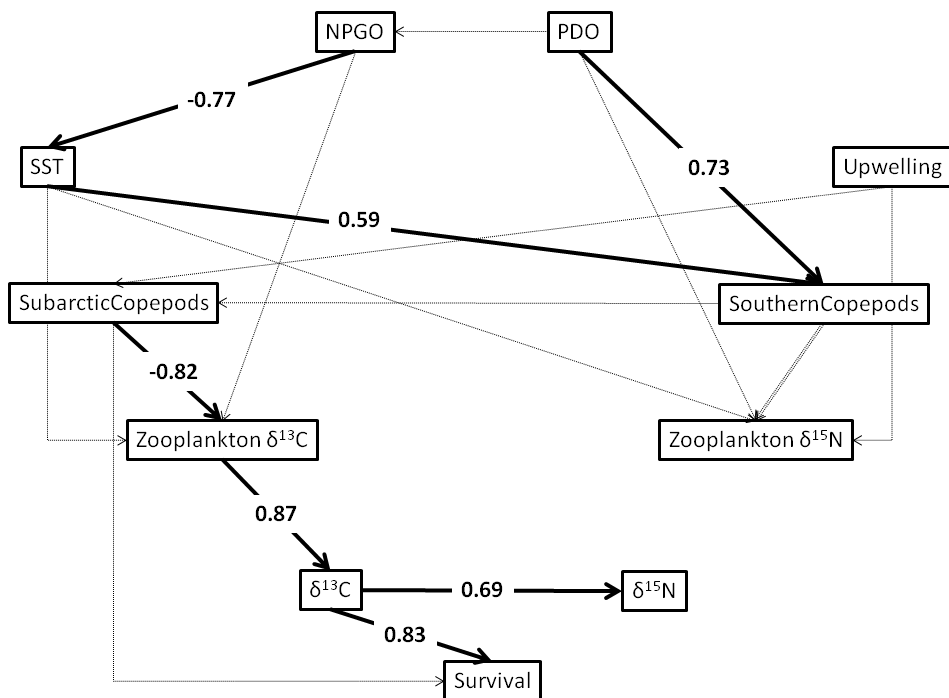 NPGO
PDO
-0.77
SST
0.73
Upwelling
0.59
SubarcticCopepods
SouthernCopepods
-0.82
Zooplankton δ¹³C
Zooplankton δ¹⁵N
0.87
δ¹³C
0.69
δ¹⁵N
0.83
Survival